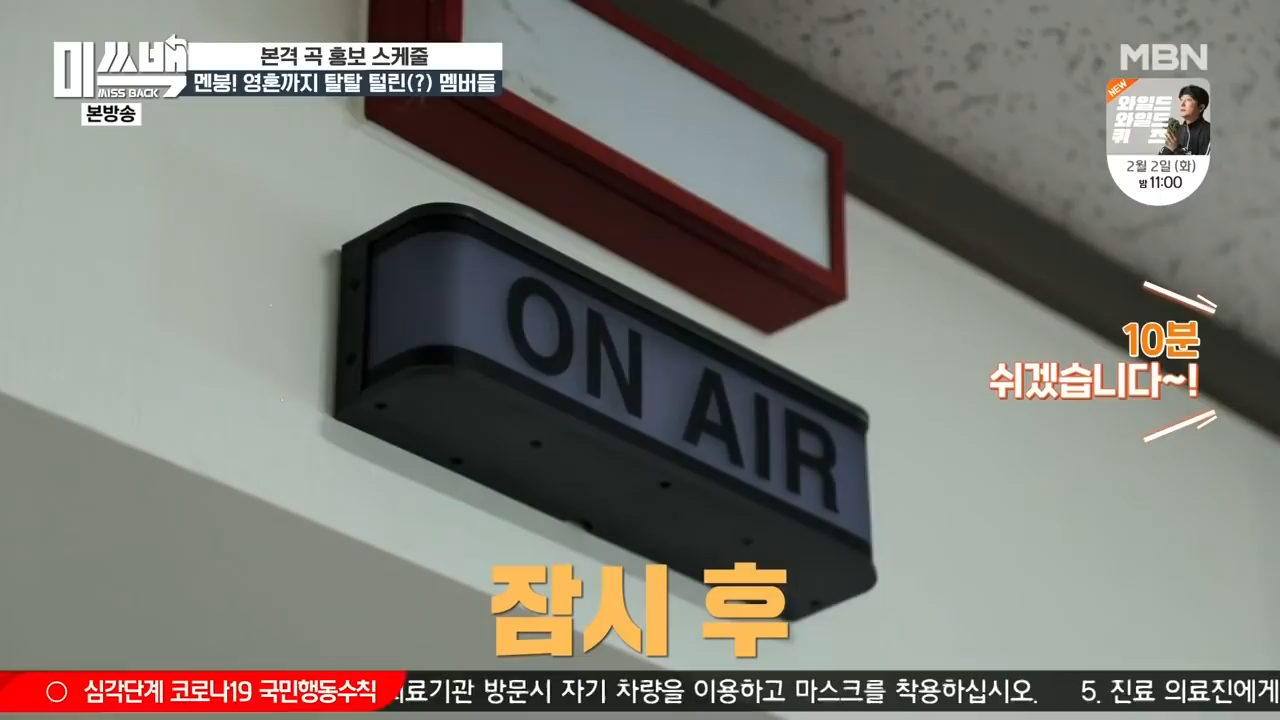 미쓰백
MISS BACK
본방송
본격 곡 홍보 스케줄
멘붕! 영혼까지 탈탈 털린(?) 멤버들
MBN
NEW
와일드
와일드
퀴즈
2월 2일 (화)
밤 11:00
ON AIR
10분
쉬겠습니다~!
잠시 후
심각단계 코로나19 국민행동수칙
의료기관 방문시 자기 차량을 이용하고 마스크를 착용하십시오. 5. 진료 의료진에게